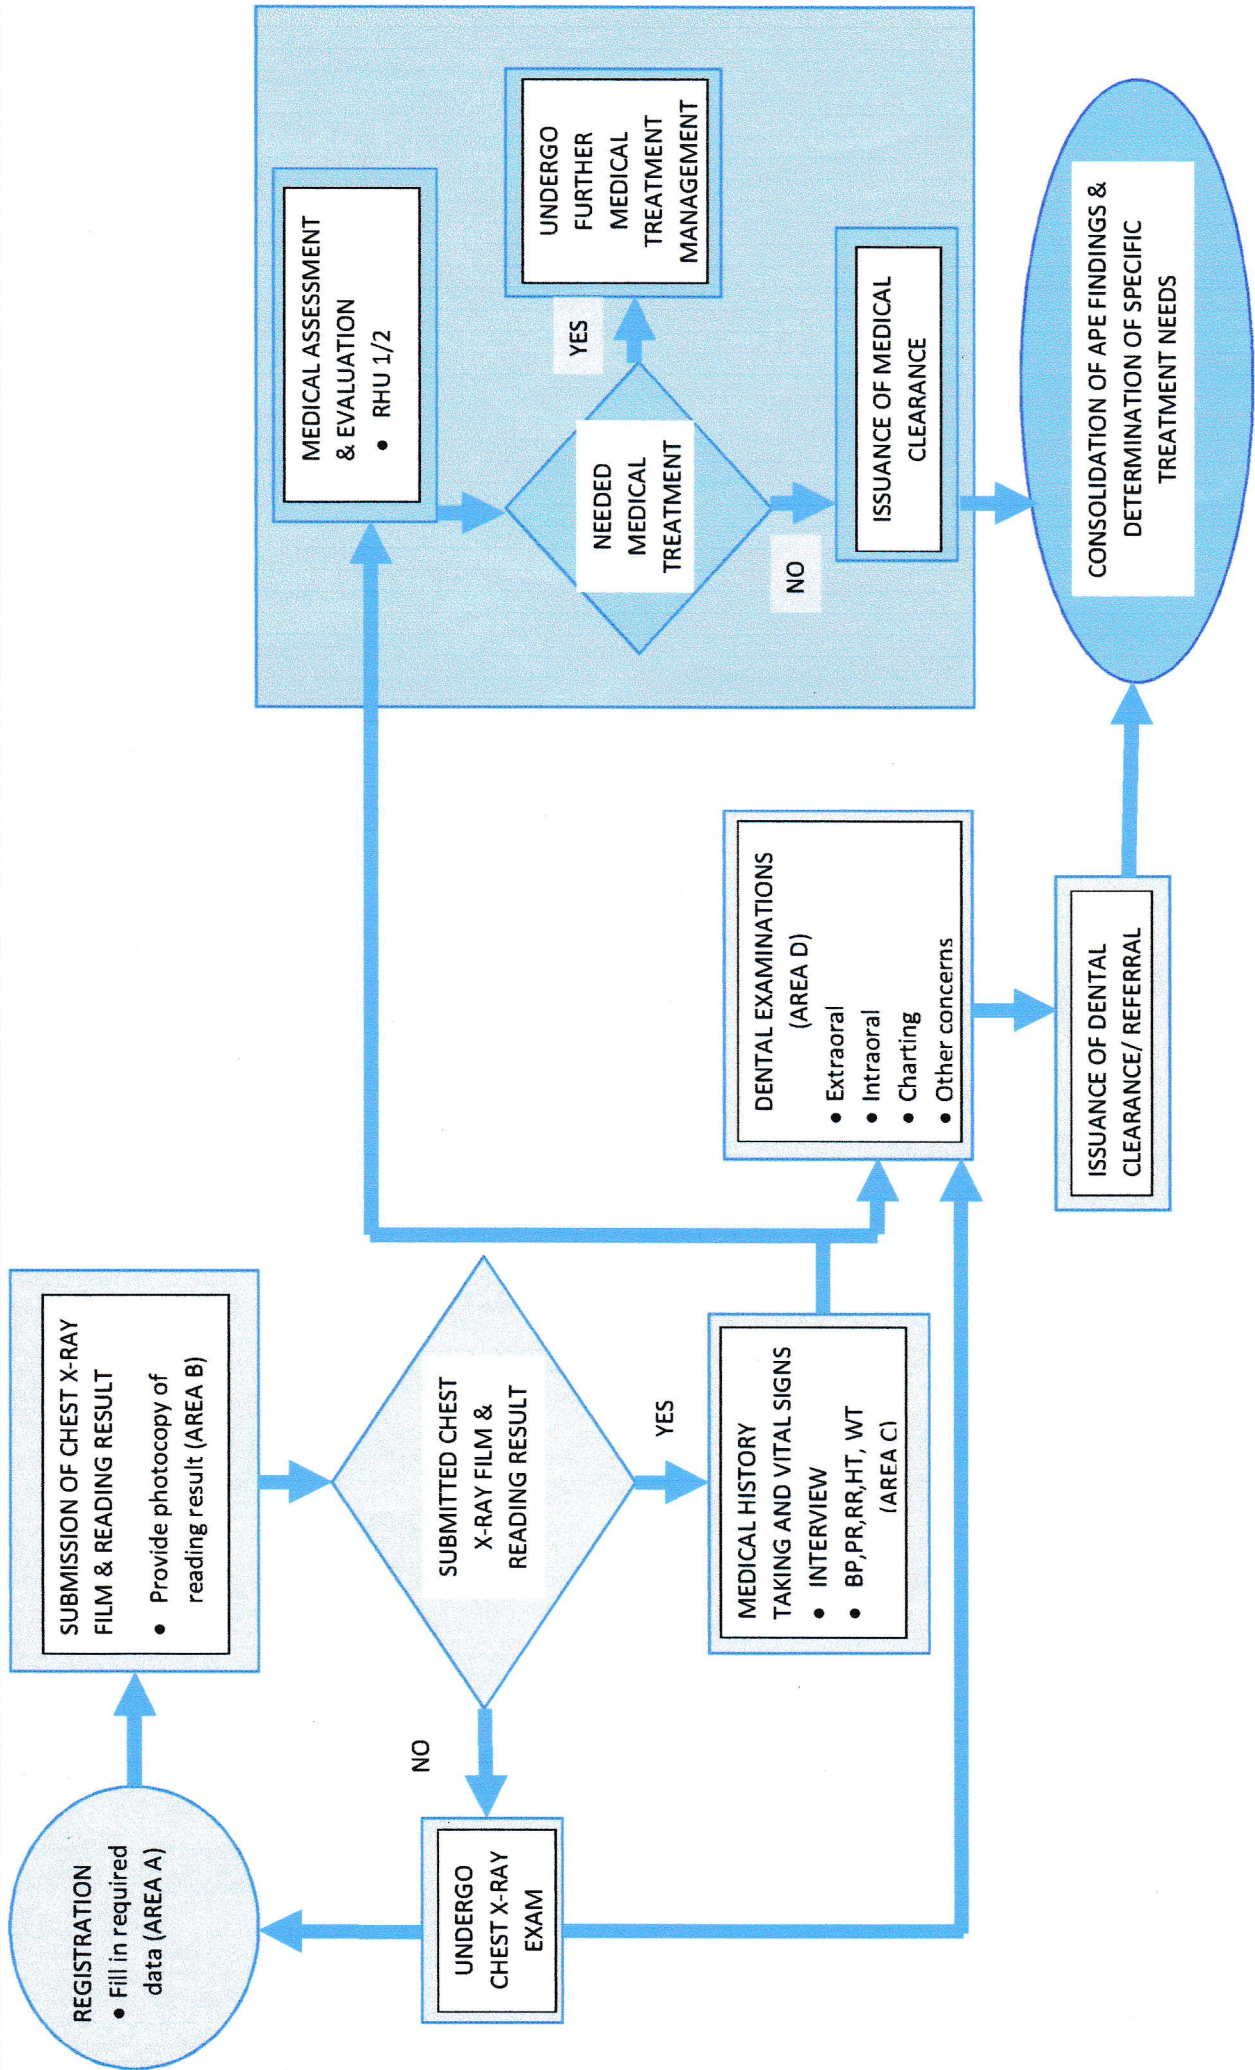 REGISTRATION
• Fill in required
data (AREA A)
SUBMISSION OF CHEST X-RAY
FILM & READING RESULT
• Provide photocopy of
reading result (AREA B)
SUBMITTED CHEST
X-RAY FILM &
READING RESULT
NO
UNDERGO
CHEST X-RAY
EXAM
YES
MEDICAL HISTORY
TAKING AND VITAL SIGNS
• INTERVIEW
• BP,PR,RR,HT, WT
(AREA C)
DENTAL EXAMINATIONS
(AREA D)
• Extraoral
• Intraoral
• Charting
• Other concerns
ISSUANCE OF DENTAL
CLEARANCE/ REFERRAL
MEDICAL ASSESSMENT
& EVALUATION
• RHU 1/2
NEEDED
MEDICAL
TREATMENT
YES
UNDERGO
FURTHER
MEDICAL
TREATMENT
MANAGEMENT
NO
ISSUANCE OF MEDICAL
CLEARANCE
CONSOLIDATION OF APE FINDINGS &
DETERMINATION OF SPECIFIC
TREATMENT NEEDS